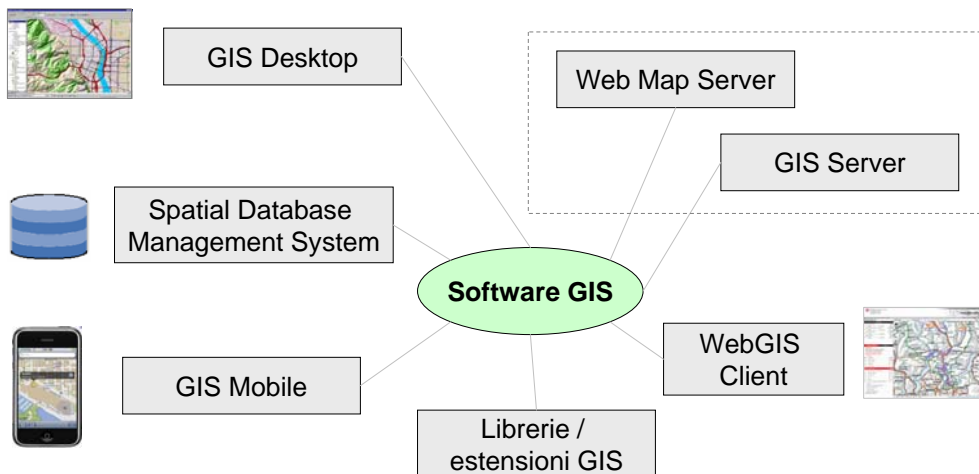 GIS Desktop
Web Map Server
GIS Server
Spatial Database
Management System
Software GIS
GIS Mobile
WebGIS
Client
Librerie /
estensioni GIS